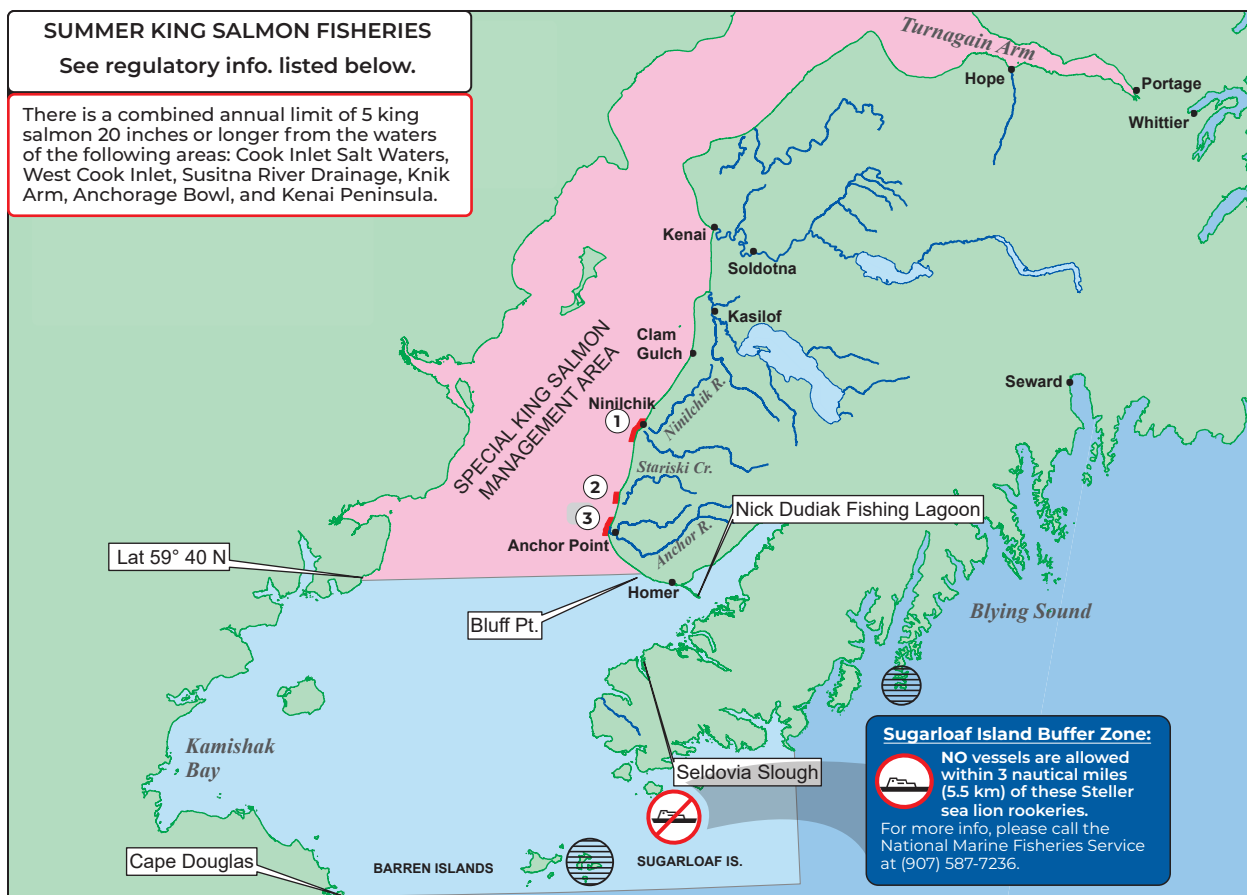 SUMMER KING SALMON FISHERIES
See regulatory info. listed below.
There is a combined annual limit of 5 king
salmon 20 inches or longer from the waters
of the following areas: Cook Inlet Salt Waters,
West Cook Inlet, Susitna River Drainage, Knik
Arm, Anchorage Bowl, and Kenai Peninsula.
Turnagain Arm
Hope
Portage
Whittier
Kenai
Soldotna
Kasilof
Clam
Gulch
SPECIAL KING SALMON
MANAGEMENT AREA
Seward
Ninilchik
1
Ninilchik R.
Stariski Cr.
2
3
Nick Dudiak Fishing Lagoon
Anchor Point
Anchor R.
Lat 59° 40 N
Homer
Bluff Pt.
Blying Sound
Kamishak
Bay
Seldovia Slough
Sugarloaf Island Buffer Zone:
NO vessels are allowed
within 3 nautical miles
(5.5 km) of these Steller
sea lion rookeries.
For more info, please call the
National Marine Fisheries Service
at (907) 587-7236.
Cape Douglas
BARREN ISLANDS
SUGARLOAF IS.